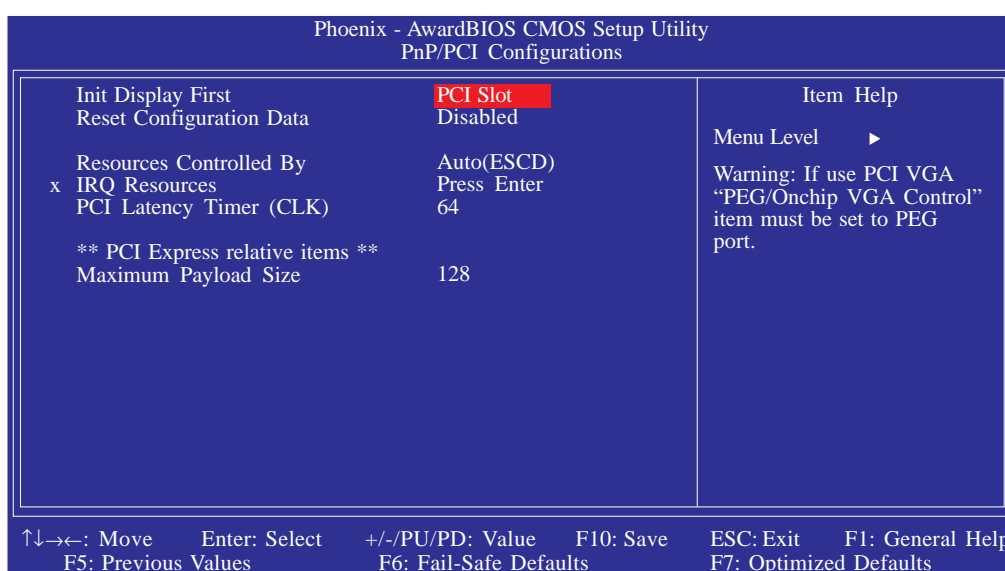 Phoenix - AwardBIOS CMOS Setup Utility
PnP/PCI Configurations
Init Display First PCI Slot
Reset Configuration Data Disabled
Resources Controlled By Auto(ESCD)
x IRQ Resources Press Enter
PCI Latency Timer (CLK) 64
** PCI Express relative items **
Maximum Payload Size 128
Item Help
Menu Level ►
Warning: If use PCI VGA
“PEG/Onchip VGA Control”
item must be set to PEG
port.
↑↓→←: Move Enter: Select +/-/PU/PD: Value F10: Save ESC: Exit F1: General Help
F5: Previous Values F6: Fail-Safe Defaults F7: Optimized Defaults